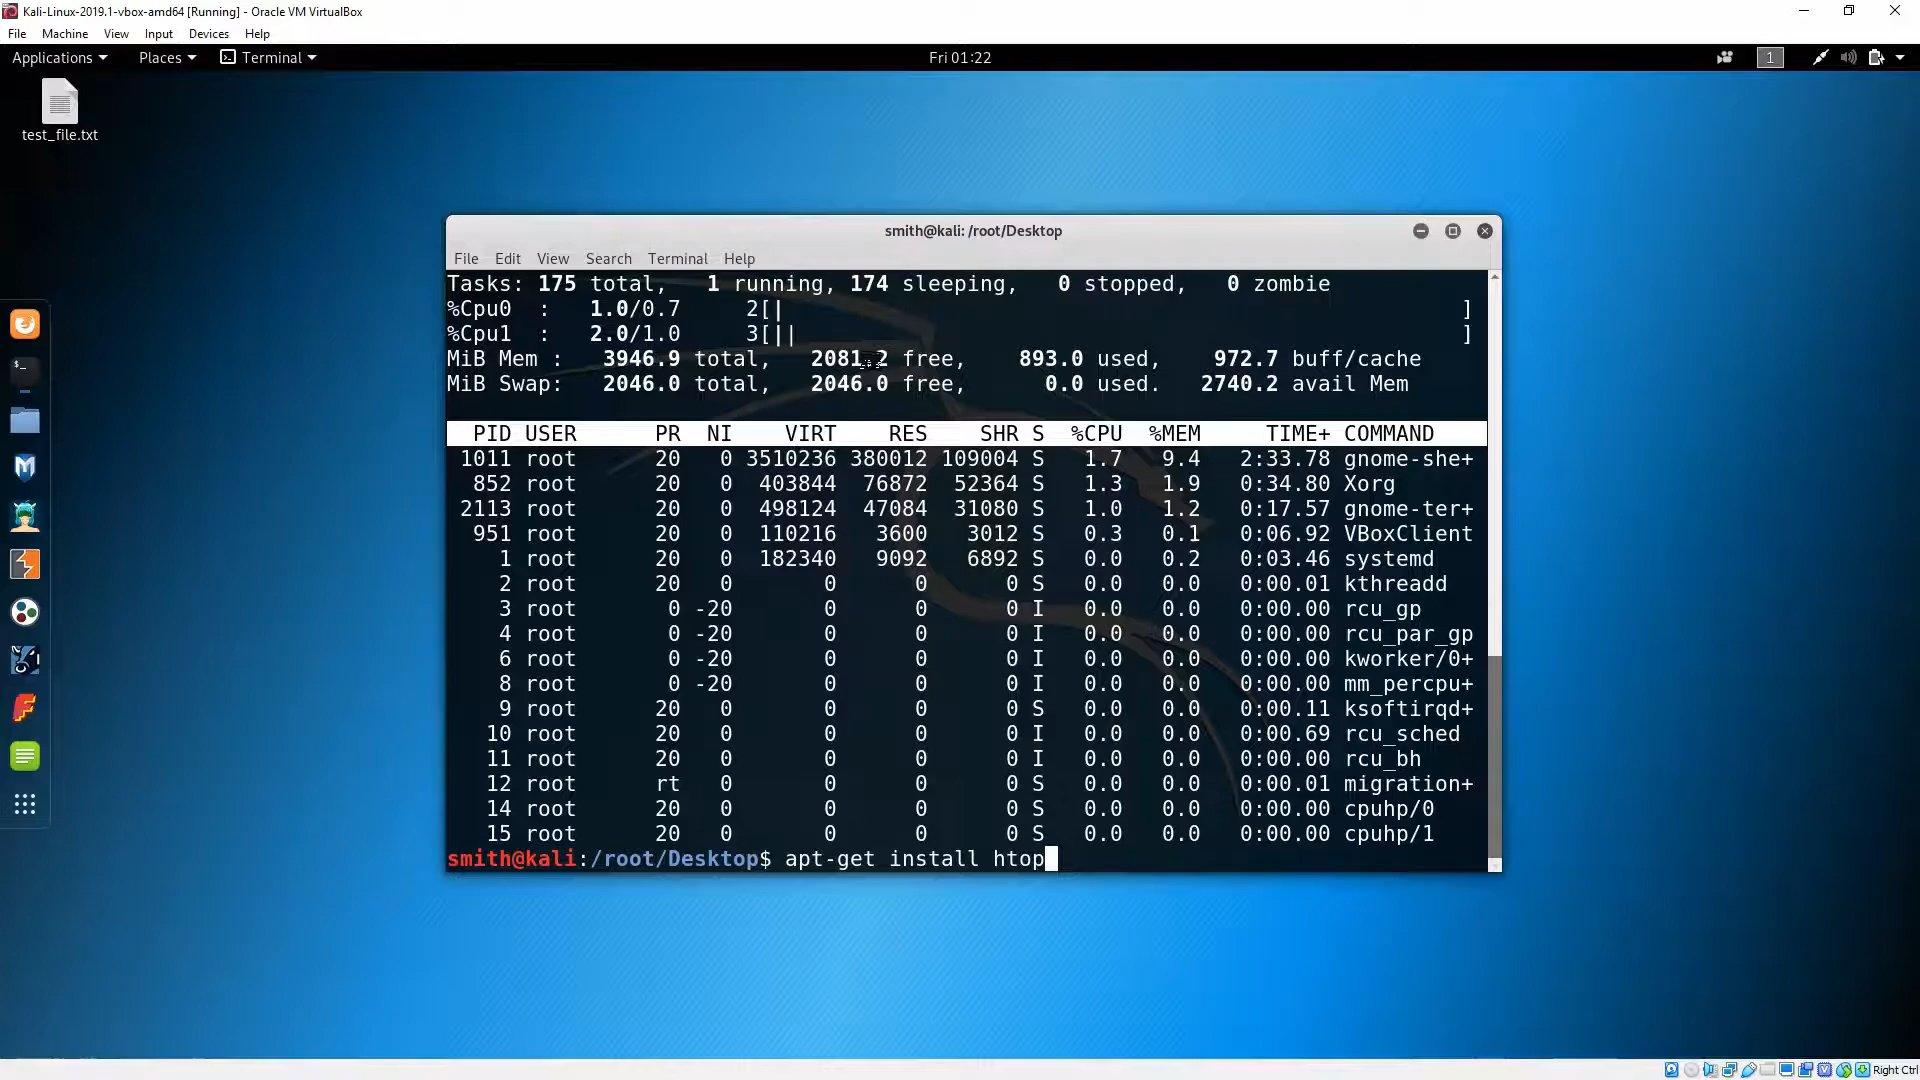 Kali-Linux-2019.1-vbox-amd64 [Running] - Oracle VM VirtualBox
File Machine View Input Devices Help
Applications Places Terminal Fri 01:22 1
test_file.txt
smith@kali: /root/Desktop
File Edit View Search Terminal Help
Tasks: 175 total, 1 running, 174 sleeping, 0 stopped, 0 zombie
%Cpu0 : 1.0/0.7 2[| ]
%Cpu1 : 2.0/1.0 3[|| ]
MiB Mem : 3946.9 total, 2081.2 free, 893.0 used, 972.7 buff/cache
MiB Swap: 2046.0 total, 2046.0 free, 0.0 used. 2740.2 avail Mem
PID USER PR NI VIRT RES SHR S %CPU %MEM TIME+ COMMAND
1011 root 20 0 3510236 380012 109004 S 1.7 9.4 2:33.78 gnome-she+
852 root 20 0 403844 76872 52364 S 1.3 1.9 0:34.80 Xorg
2113 root 20 0 498124 47084 31080 S 1.0 1.2 0:17.57 gnome-ter+
951 root 20 0 110216 3600 3012 S 0.3 0.1 0:06.92 VBoxClient
1 root 20 0 182340 9092 6892 S 0.0 0.2 0:03.46 systemd
2 root 20 0 0 0 0 S 0.0 0.0 0:00.01 kthreadd
3 root 0 -20 0 0 0 I 0.0 0.0 0:00.00 rcu_gp
4 root 0 -20 0 0 0 I 0.0 0.0 0:00.00 rcu_par_gp
6 root 0 -20 0 0 0 I 0.0 0.0 0:00.00 kworker/0+
8 root 0 -20 0 0 0 I 0.0 0.0 0:00.00 mm_percpu+
9 root 20 0 0 0 0 S 0.0 0.0 0:00.11 ksoftirqd+
10 root 20 0 0 0 0 I 0.0 0.0 0:00.69 rcu_sched
11 root 20 0 0 0 0 I 0.0 0.0 0:00.00 rcu_bh
12 root rt 0 0 0 0 S 0.0 0.0 0:00.01 migration+
14 root 20 0 0 0 0 S 0.0 0.0 0:00.00 cpuhp/0
15 root 20 0 0 0 0 S 0.0 0.0 0:00.00 cpuhp/1
smith@kali:/root/Desktop$ apt-get install htop
Right Ctrl